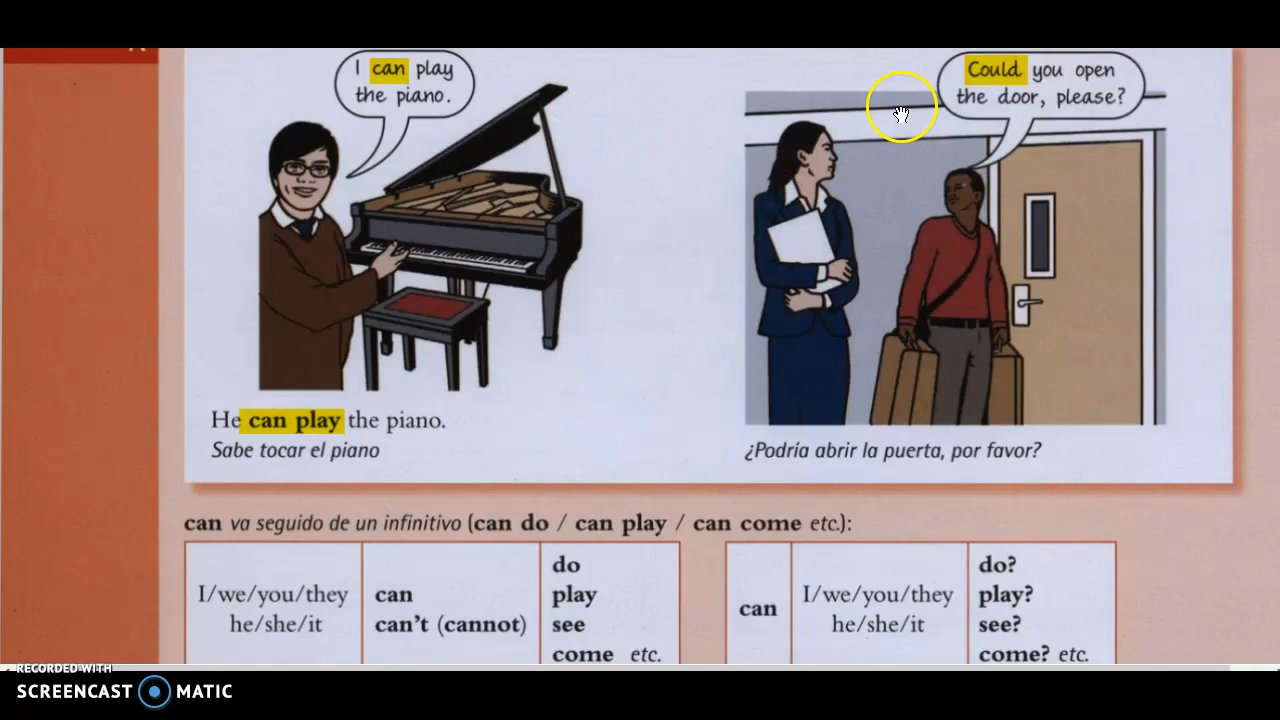 I can play
the piano.
Could you open
the door, please?
He can play the piano.
Sabe tocar el piano
¿Podría abrir la puerta, por favor?
can va seguido de un infinitivo (can do / can play / can come etc.):
I/we/you/they
he/she/it
can
can't (cannot)
do
play
see
come etc.
can
I/we/you/they
he/she/it
do?
play?
see?
come? etc.
RECORDED WITH
SCREENCAST MATIC